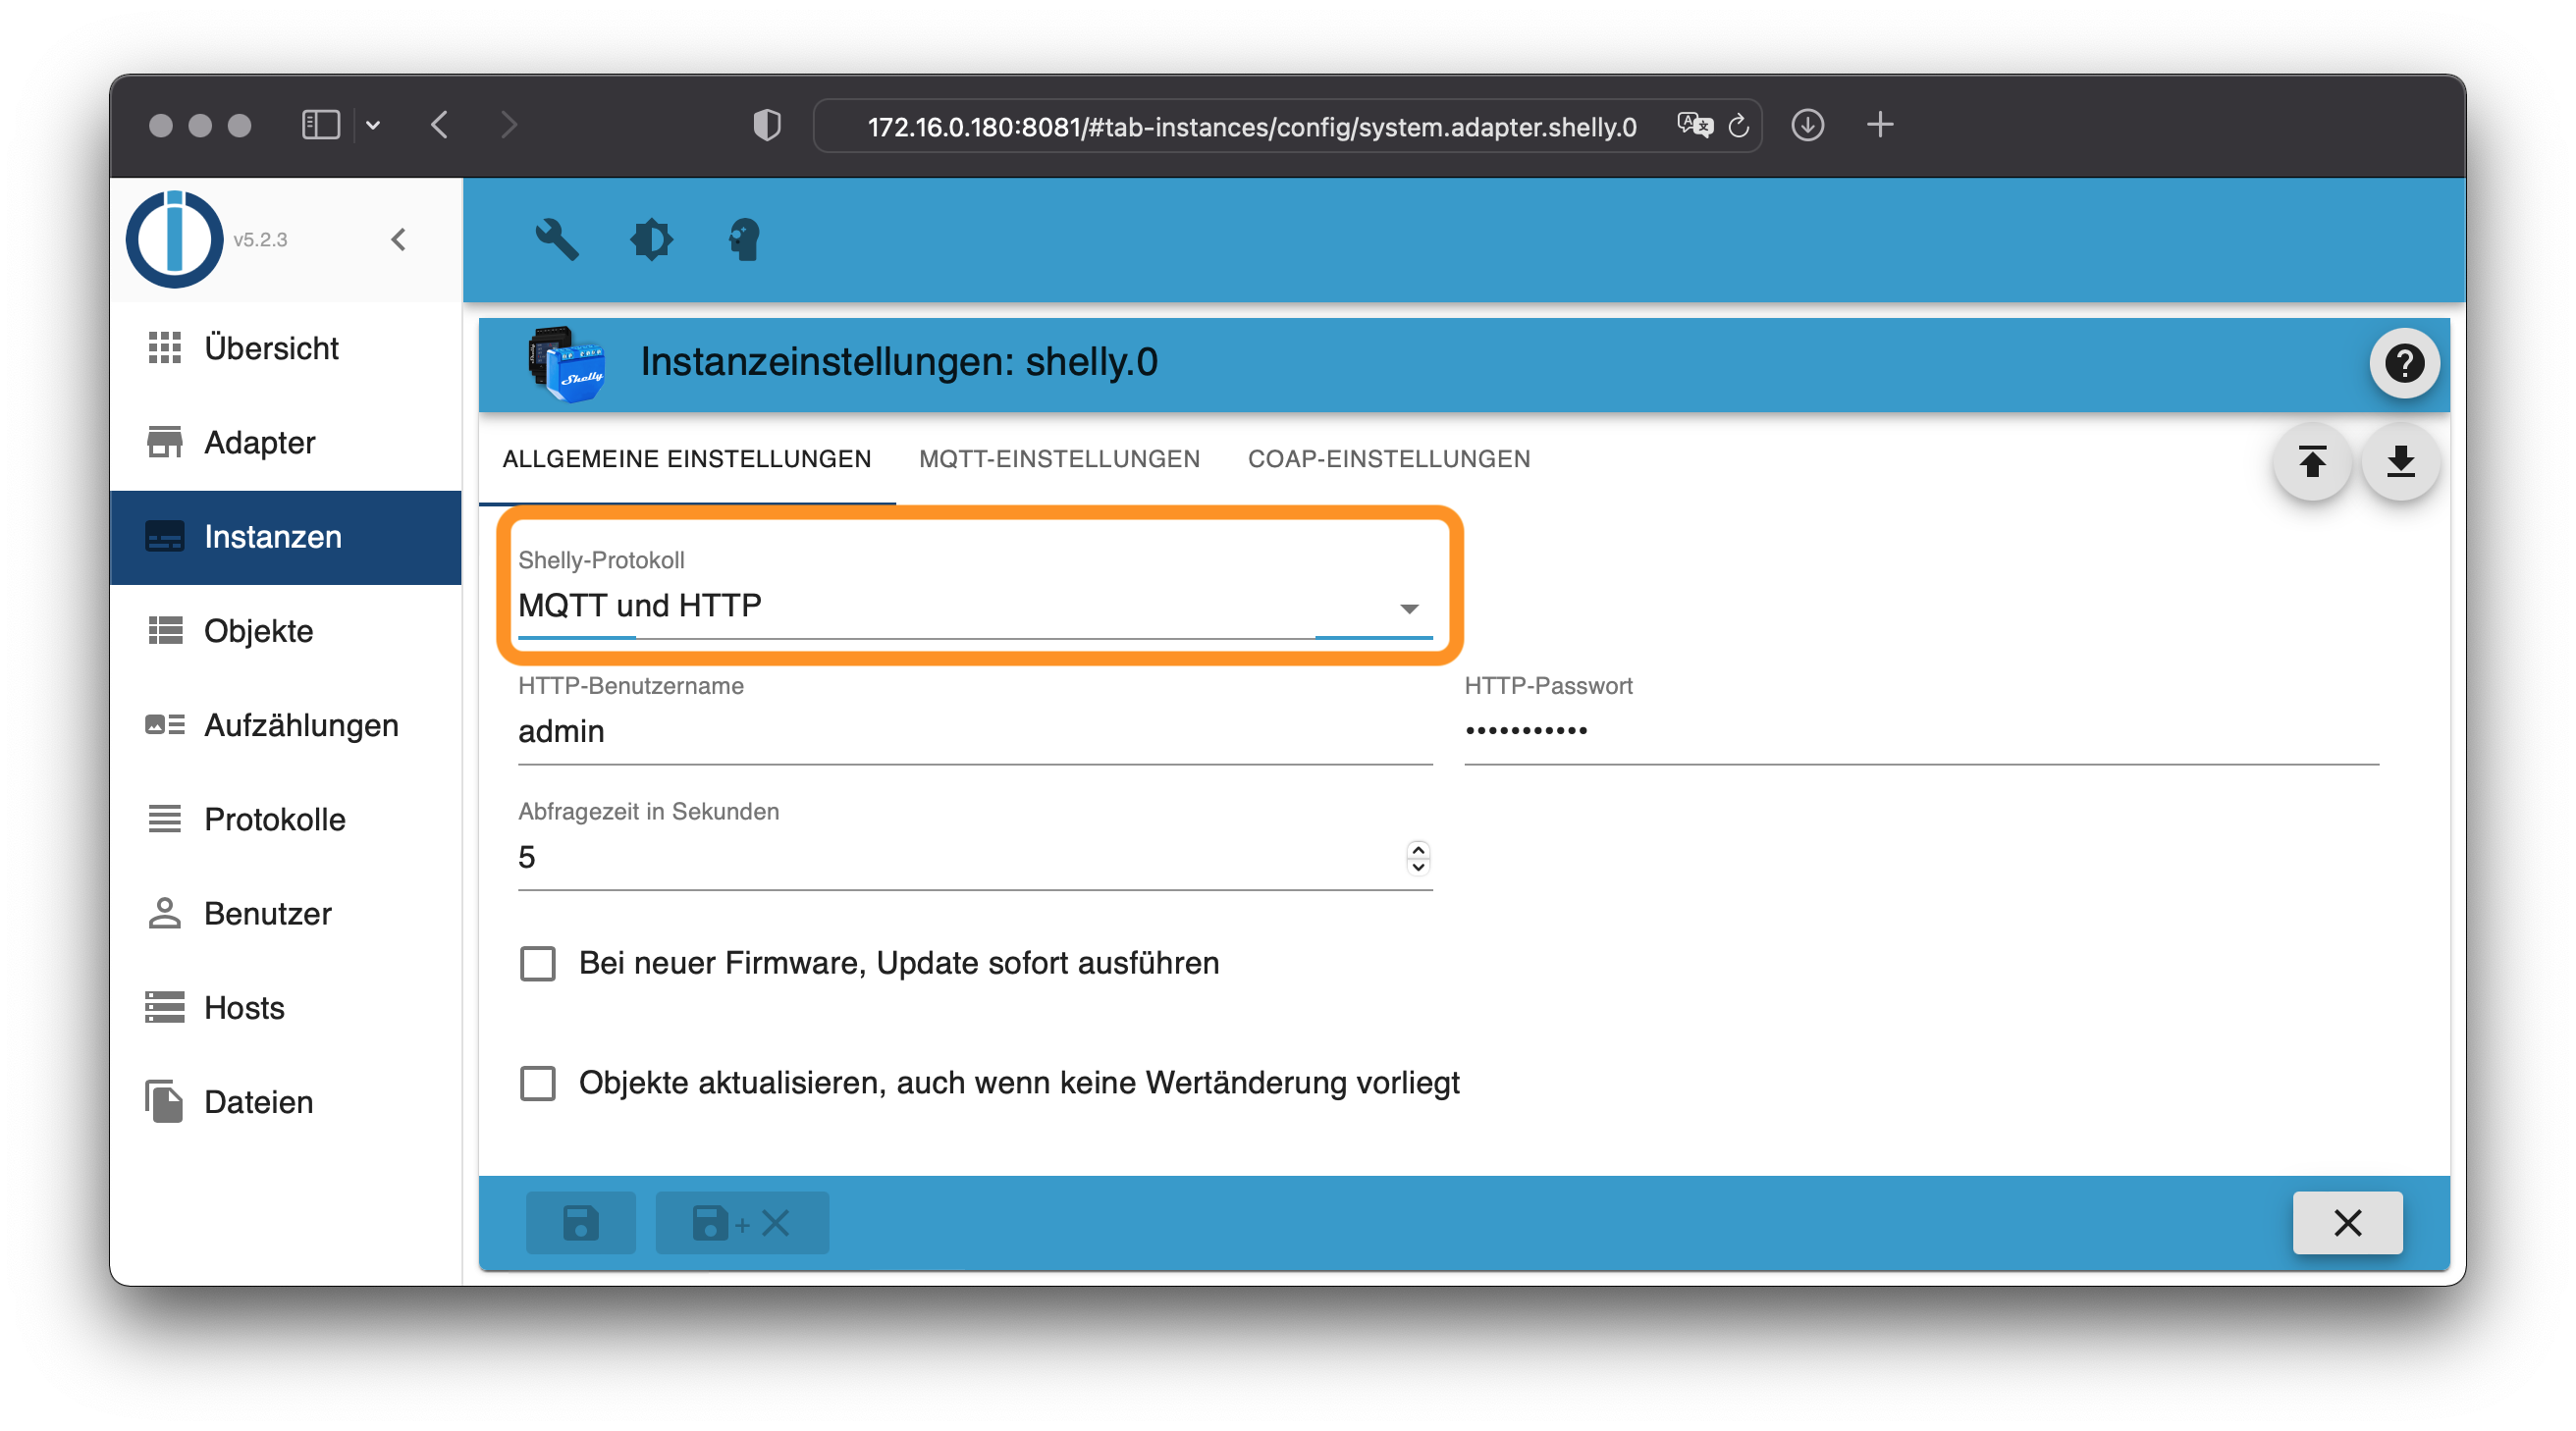 172.16.0.180:8081/#tab-instances/config/system.adapter.shelly.0
v5.2.3
Übersicht
Adapter
Instanzen
Objekte
Aufzählungen
Protokolle
Benutzer
Hosts
Dateien
Shelly
Instanzeinstellungen: shelly.0
ALLGEMEINE EINSTELLUNGEN MQTT-EINSTELLUNGEN COAP-EINSTELLUNGEN
Shelly-Protokoll
MQTT und HTTP
HTTP-Benutzername HTTP-Passwort
admin •••••••••••
Abfragezeit in Sekunden
5
Bei neuer Firmware, Update sofort ausführen
Objekte aktualisieren, auch wenn keine Wertänderung vorliegt